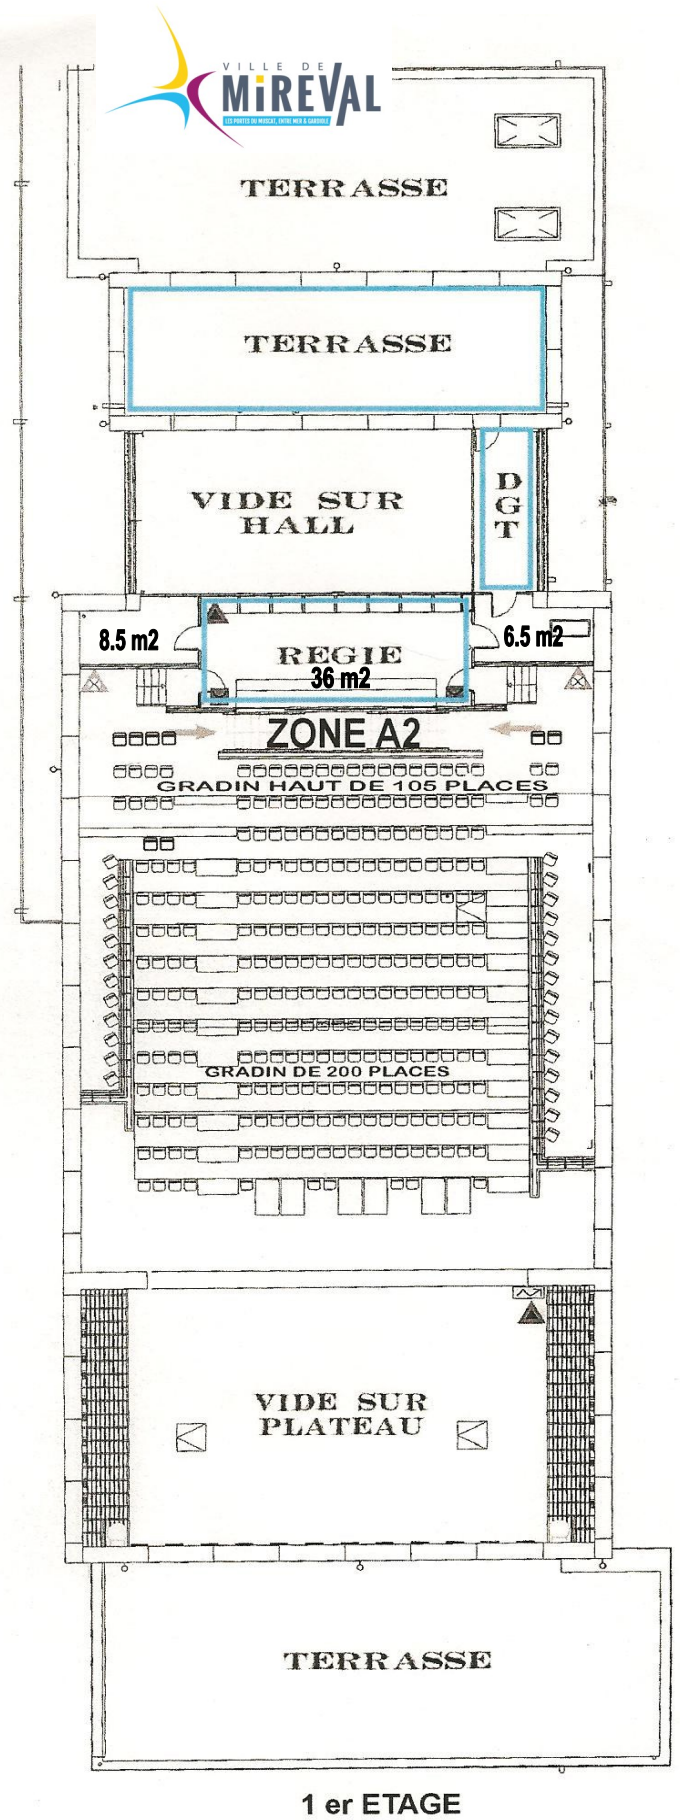 VILLE DE
MiREVAL
LES PORTES DU MUSCAT, ENTRE MER & GARDIOLE
TERRASSE
TERRASSE
VIDE SUR
HALL
DGT
8.5 m2
REGIE
36 m2
6.5 m2
ZONE A2
GRADIN HAUT DE 105 PLACES
GRADIN DE 200 PLACES
VIDE SUR
PLATEAU
TERRASSE
1 er ETAGE